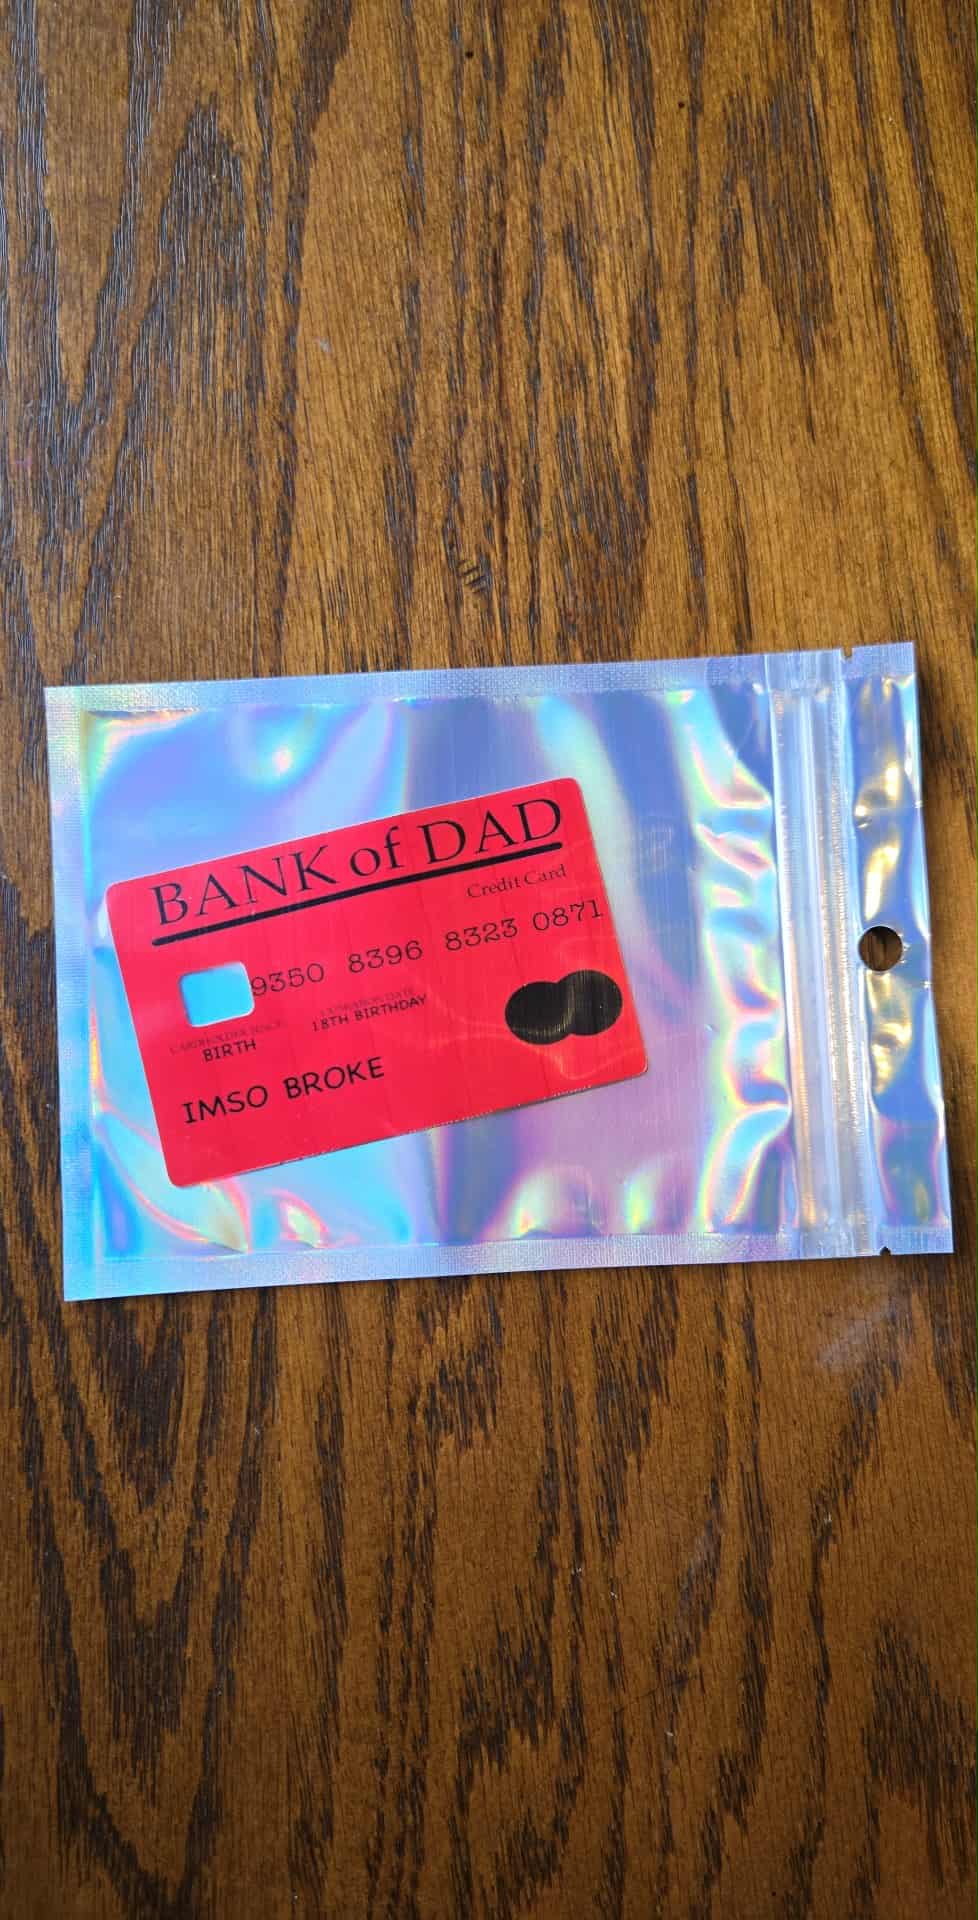 BANK of DAD
Credit Card
9350 8396 8323 0871
CARDHOLDER SINCE EXPIRATION DATE
BIRTH 18TH BIRTHDAY
IMSO BROKE